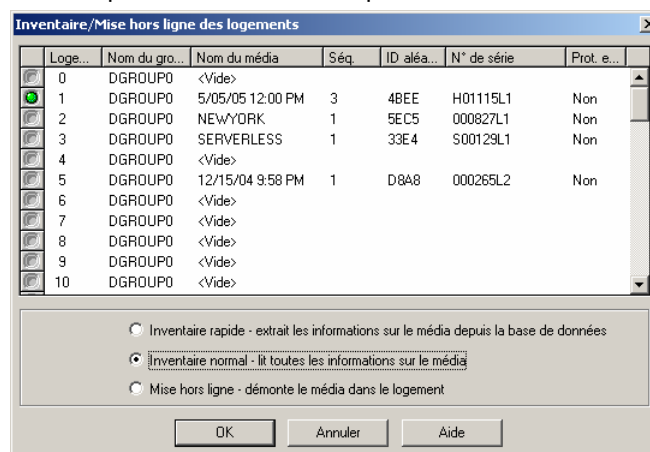 Inventaire/Mise hors ligne des logements
Loge... Nom du gro... Nom du média Séq. ID aléa... N° de série Prot. e...
0 DGROUP0 <Vide>
1 DGROUP0 5/05/05 12:00 PM 3 4BEE H01115L1 Non
2 DGROUP0 NEWYORK 1 5EC5 000827L1 Non
3 DGROUP0 SERVERLESS 1 33E4 S00129L1 Non
4 DGROUP0 <Vide>
5 DGROUP0 12/15/04 9:58 PM 1 D8A8 000265L2 Non
6 DGROUP0 <Vide>
7 DGROUP0 <Vide>
8 DGROUP0 <Vide>
9 DGROUP0 <Vide>
10 DGROUP0 <Vide>
Inventaire rapide - extrait les informations sur le média depuis la base de données
Inventaire normal - lit toutes les informations sur le média
Mise hors ligne - démonte le média dans le logement
OK Annuler Aide